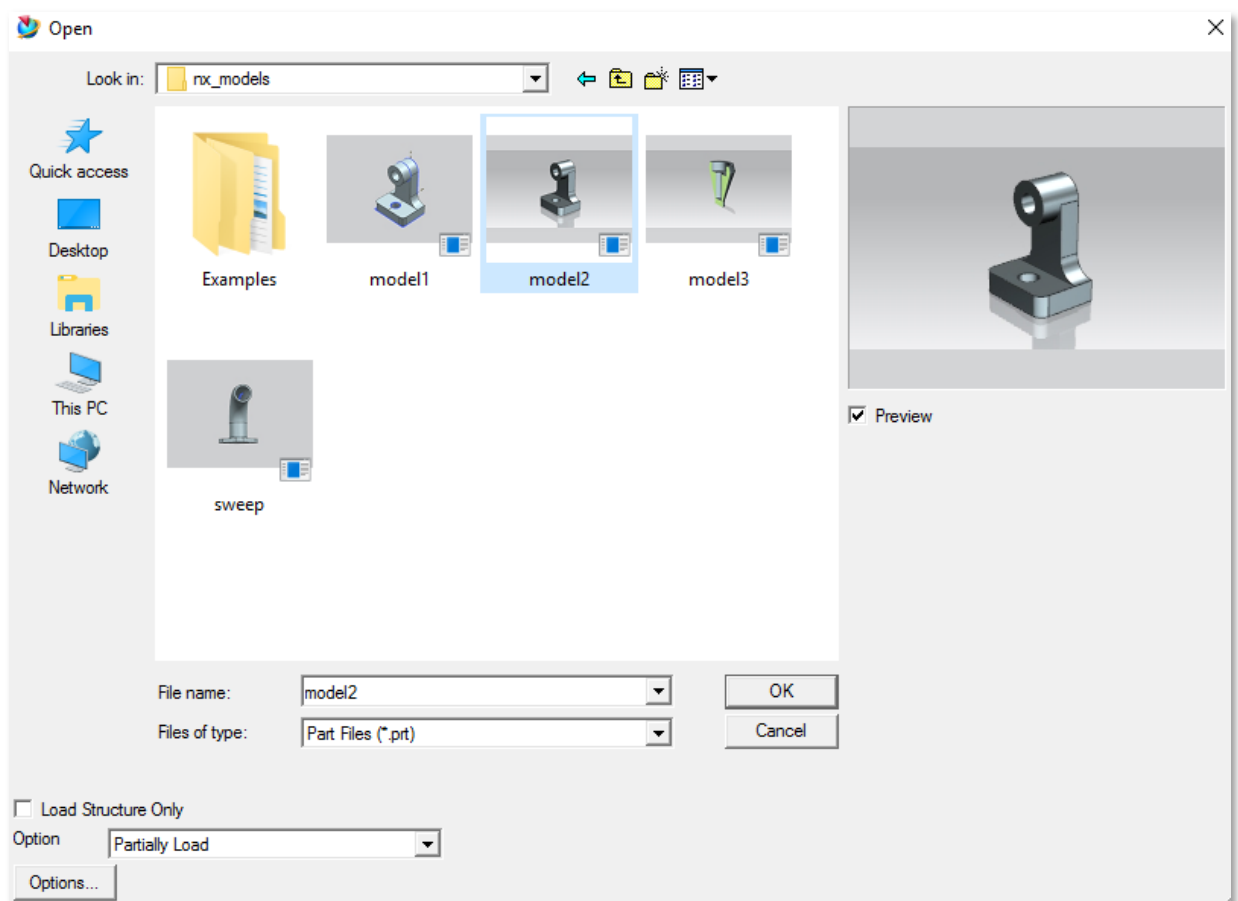 Open
Look in:
nx_models
Quick access
Desktop
Libraries
This PC
Network
Examples
model1
model2
model3
sweep
Preview
File name:
model2
OK
Files of type:
Part Files (*.prt)
Cancel
Load Structure Only
Option
Partially Load
Options...